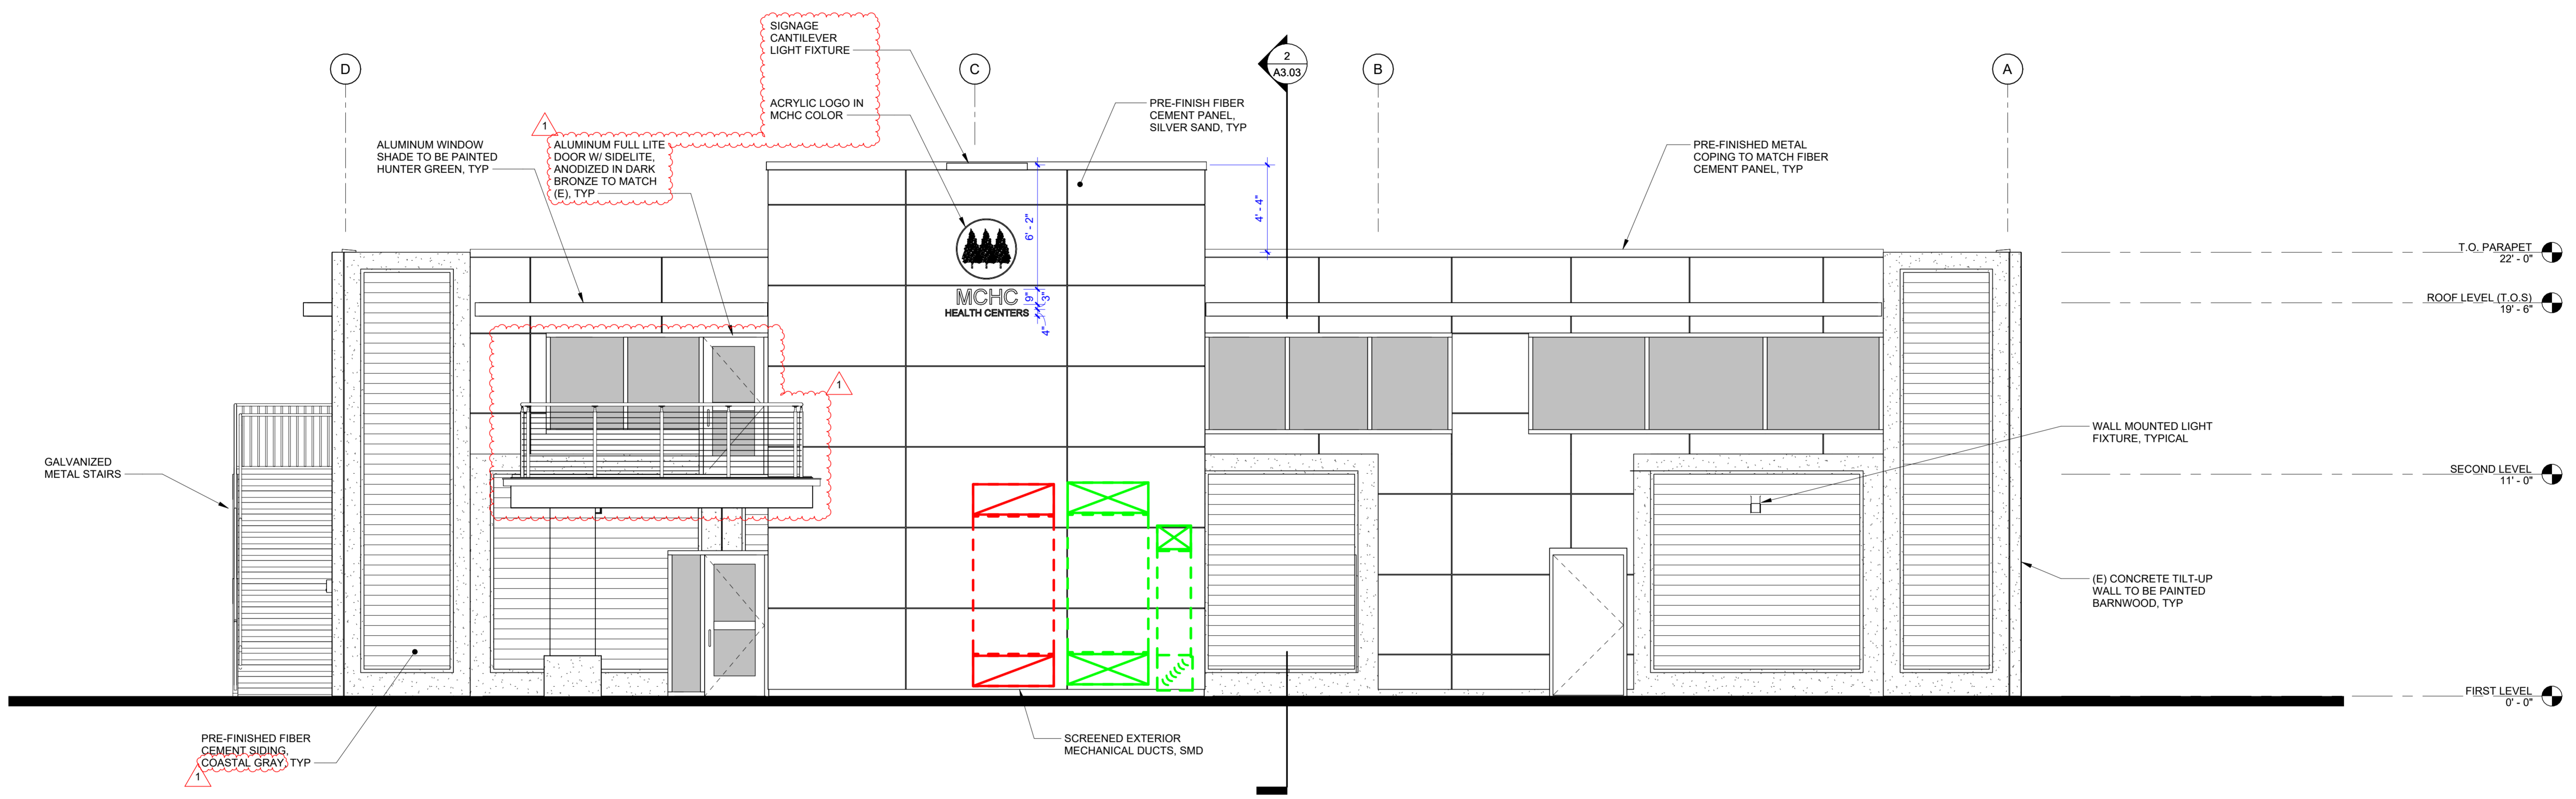 SIGNAGE
CANTILEVER
LIGHT FIXTURE
ACRYLIC LOGO IN
MCHC COLOR
D
C
2
A3.03
B
A
1
ALUMINUM WINDOW
SHADE TO BE PAINTED
HUNTER GREEN, TYP
ALUMINUM FULL LITE
DOOR W/ SIDELITE,
ANODIZED IN DARK
BRONZE TO MATCH
(E), TYP
PRE-FINISH FIBER
CEMENT PANEL,
SILVER SAND, TYP
PRE-FINISHED METAL
COPING TO MATCH FIBER
CEMENT PANEL, TYP
6' - 2"
4' - 4"
T.O. PARAPET
22' - 0"
MCHC
HEALTH CENTERS
9"
3"
4"
ROOF LEVEL (T.O.S)
19' - 6"
1
WALL MOUNTED LIGHT
FIXTURE, TYPICAL
GALVANIZED
METAL STAIRS
SECOND LEVEL
11' - 0"
(E) CONCRETE TILT-UP
WALL TO BE PAINTED
BARNWOOD, TYP
FIRST LEVEL
0' - 0"
PRE-FINISHED FIBER
CEMENT SIDING,
COASTAL GRAY, TYP
1
SCREENED EXTERIOR
MECHANICAL DUCTS, SMD